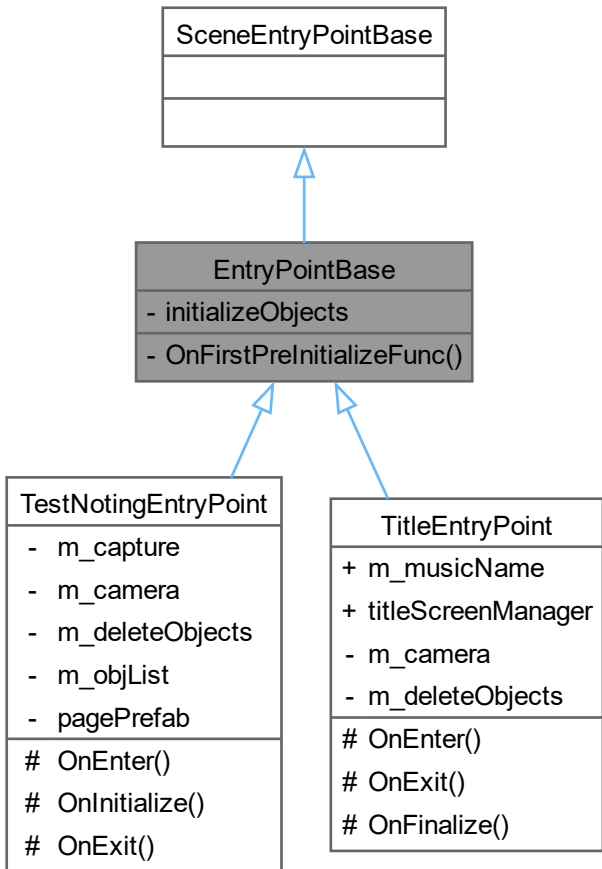 SceneEntryPointBase
EntryPointBase
- initializeObjects
- OnFirstPreInitializeFunc()
TestNotingEntryPoint
- m_capture
- m_camera
- m_deleteObjects
- m_objList
- pagePrefab
# OnEnter()
# OnInitialize()
# OnExit()
TitleEntryPoint
+ m_musicName
+ titleScreenManager
- m_camera
- m_deleteObjects
# OnEnter()
# OnExit()
# OnFinalize()